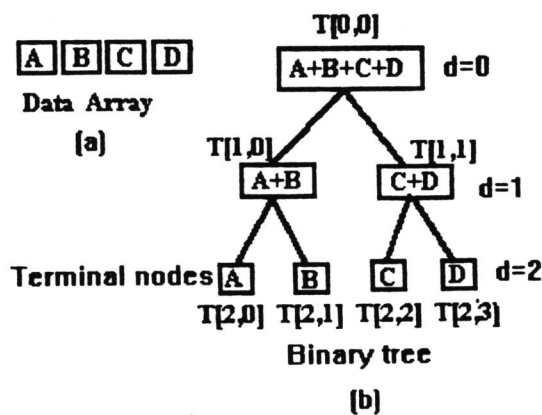 T[0,0]
A B C D
A+B+C+D d=0
Data Array
(a)
T[1,0] T[1,1]
A+B C+D d=1
Terminal nodes A B C D d=2
T[2,0] T[2,1] T[2,2] T[2,3]
Binary tree
(b)